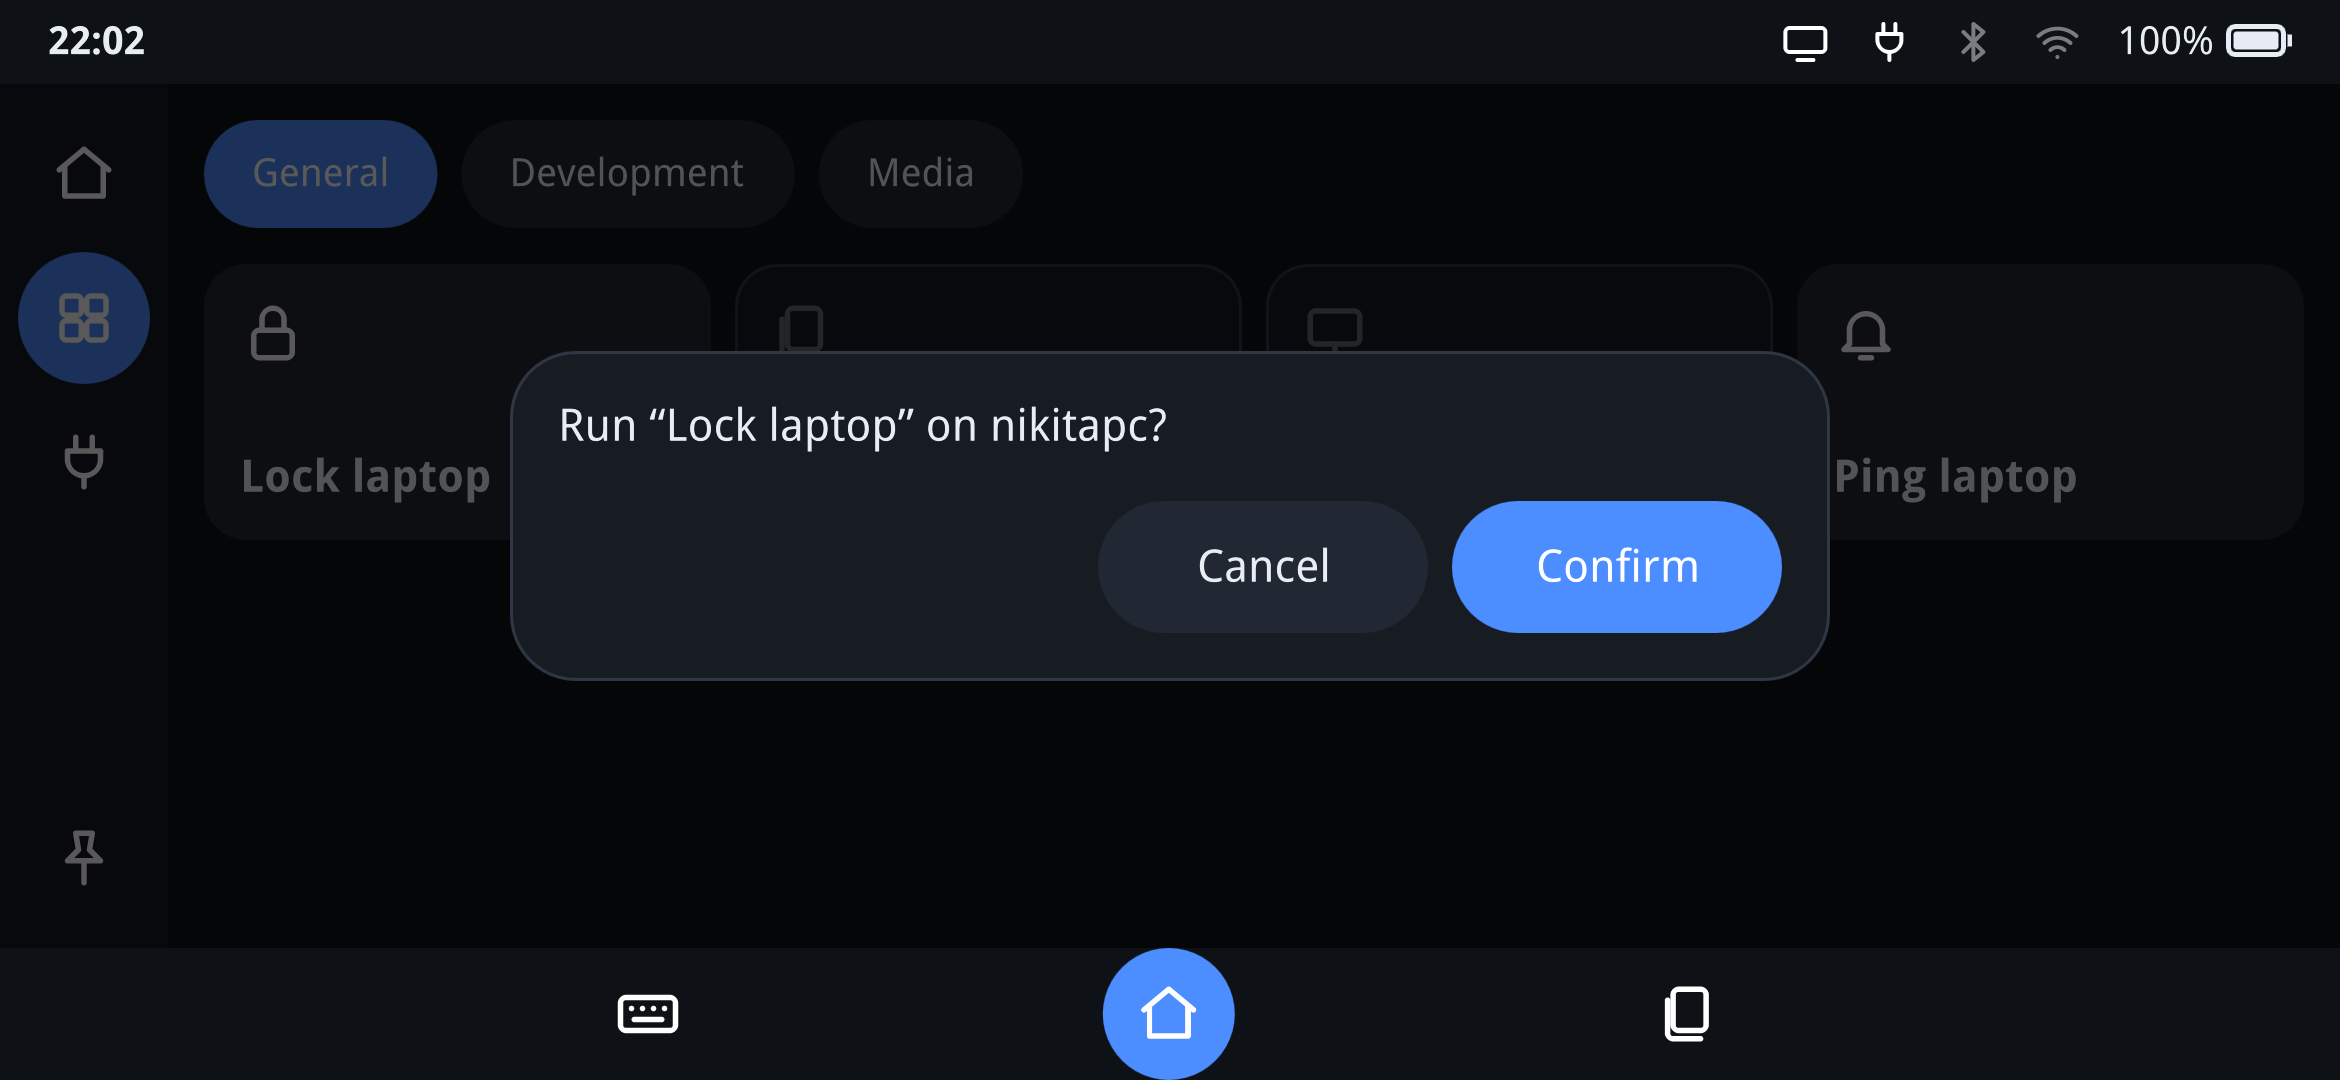 22:02
100%
General
Development
Media
Lock laptop
Ping laptop
Run “Lock laptop” on nikitapc?
Cancel
Confirm